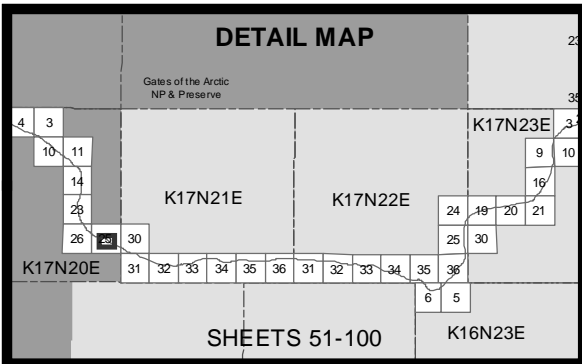 DETAIL MAP
23
Gates of the Arctic
NP & Preserve
35
4 3
K17N23E
3
10 11
9 10
14
16
K17N21E
K17N22E
23
24 19 20 21
26 25 30
25 30
K17N20E
31 32 33 34 35 36 31 32 33 34 35 36
6 5
SHEETS 51-100
K16N23E